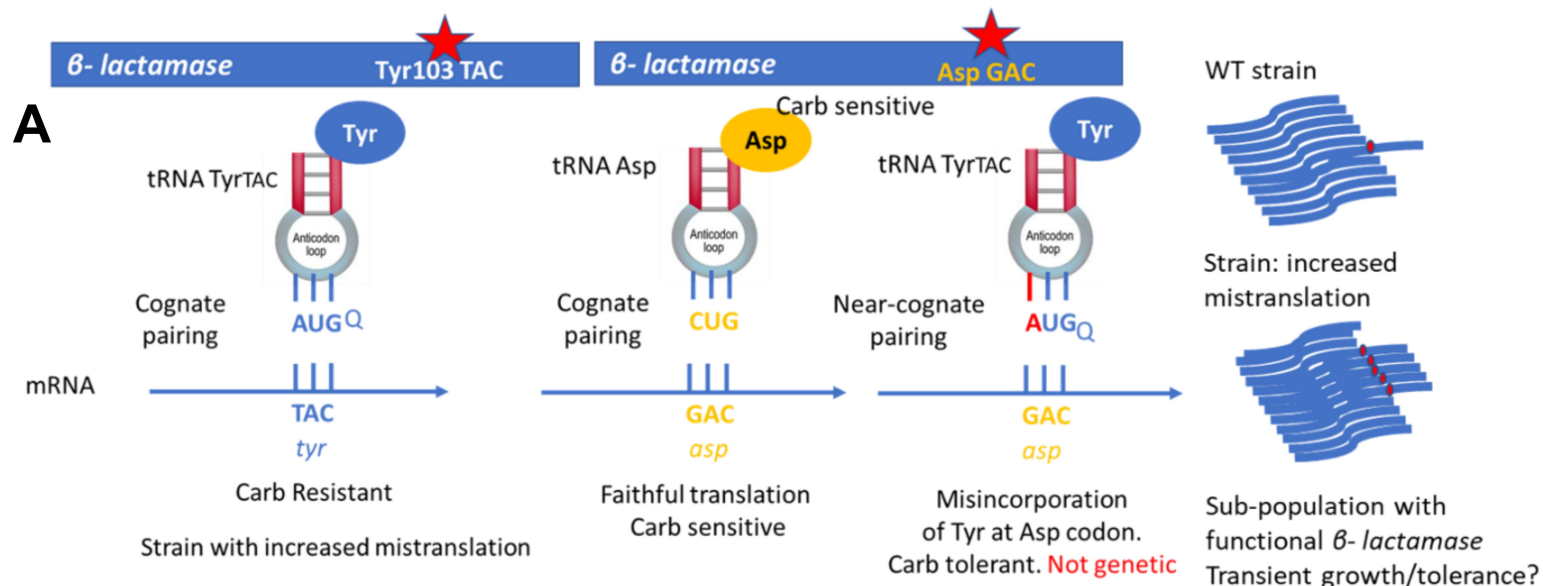 β- lactamase
Tyr103 TAC
β- lactamase
Asp GAC
WT strain
A
Carb sensitive
Tyr
Asp
Tyr
tRNA TyrTAC
tRNA Asp
tRNA TyrTAC
Anticodon
loop
Anticodon
loop
Anticodon
loop
Strain: increased
mistranslation
Cognate
pairing
AUGQ
Cognate
pairing
CUG
Near-cognate
pairing
AUGQ
mRNA
TAC
tyr
GAC
asp
GAC
asp
Carb Resistant
Strain with increased mistranslation
Faithful translation
Carb sensitive
Misincorporation
of Tyr at Asp codon.
Carb tolerant. Not genetic
Sub-population with
functional β- lactamase
Transient growth/tolerance?